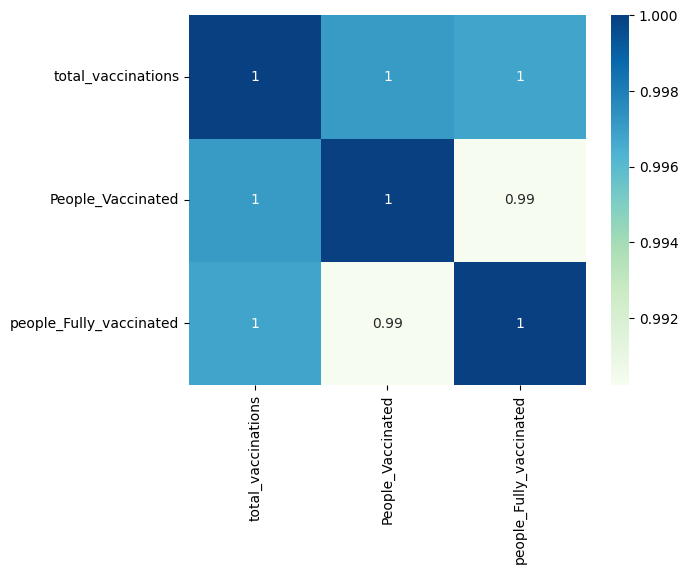 total_vaccinations
1
1
1
People_Vaccinated
1
1
0.99
people_Fully_vaccinated
1
0.99
1
total_vaccinations
People_Vaccinated
people_Fully_vaccinated
1.000
0.998
0.996
0.994
0.992